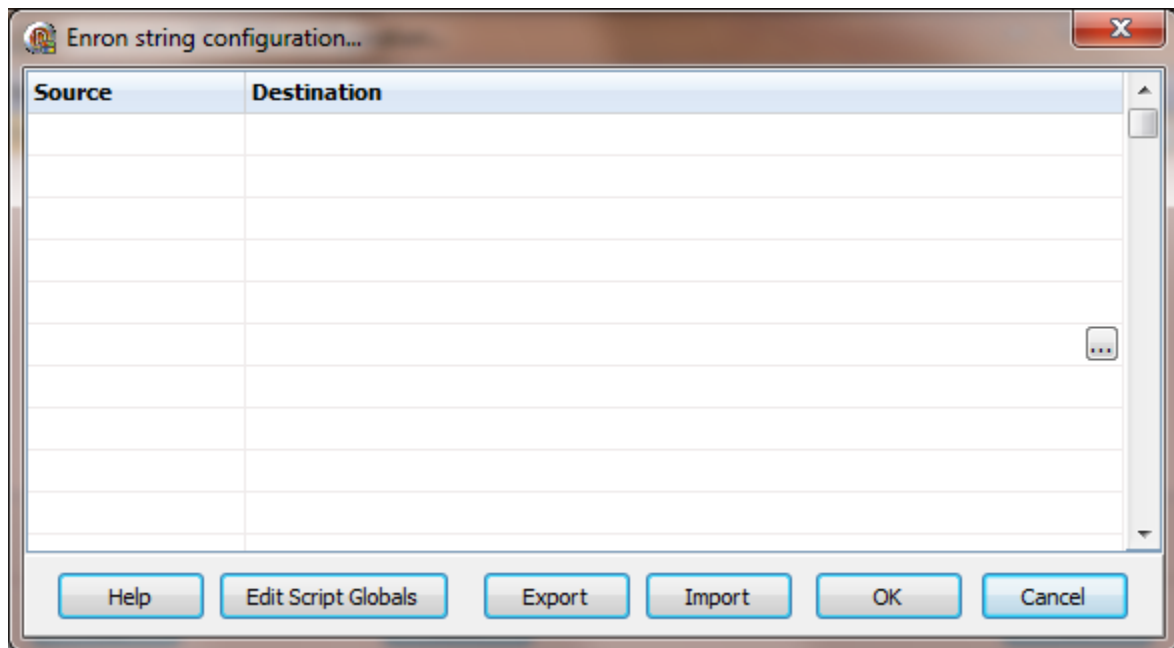 Enron string configuration...
Source Destination
...
Help Edit Script Globals Export Import OK Cancel